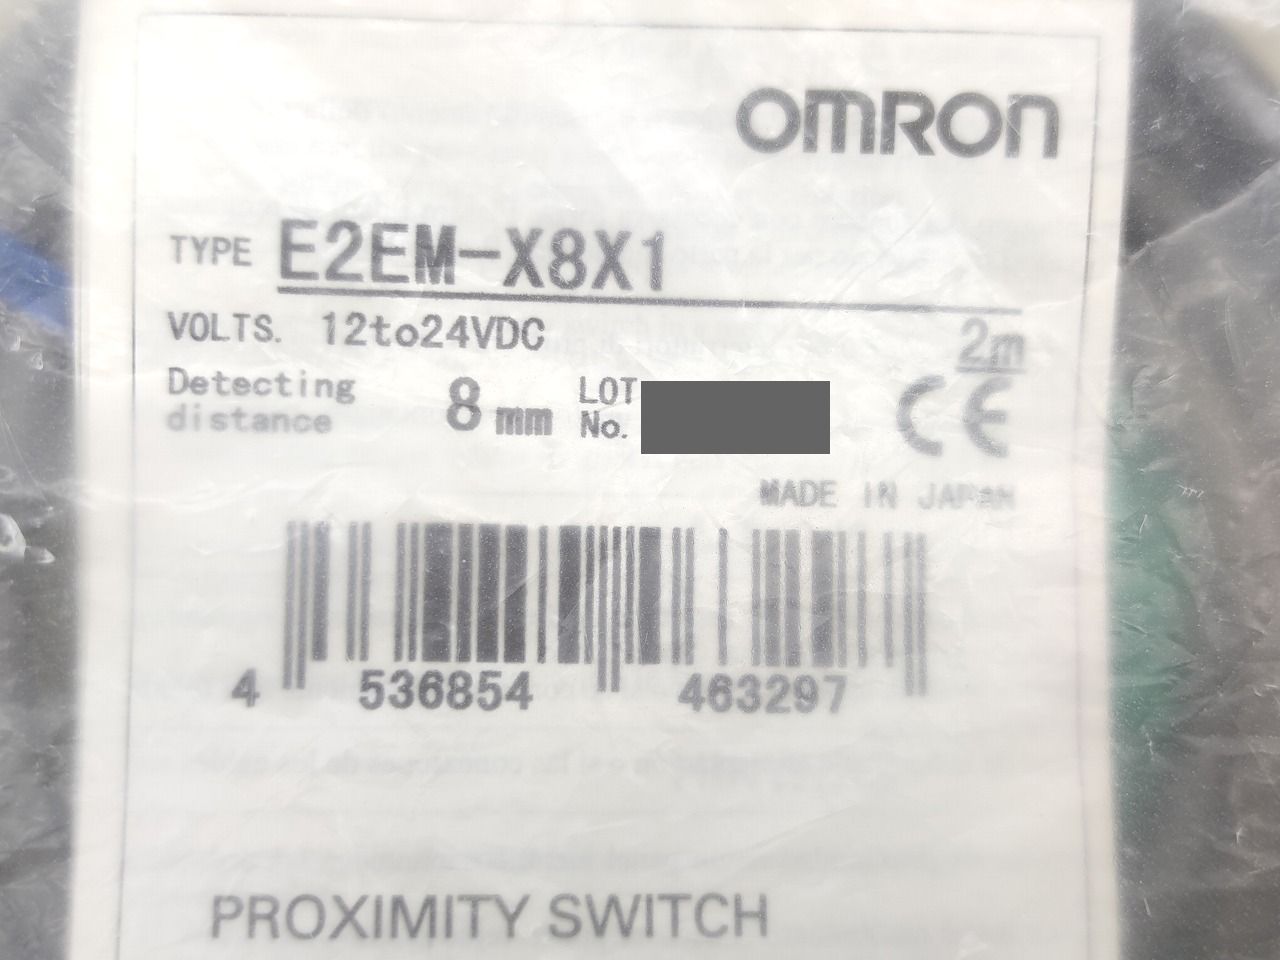 OMRON
TYPE E2EM-X8X1
VOLTS. 12to24VDC 2m
Detecting distance 8 mm LOT No.
CE
MADE IN JAPAN
4 536854 463297
PROXIMITY SWITCH